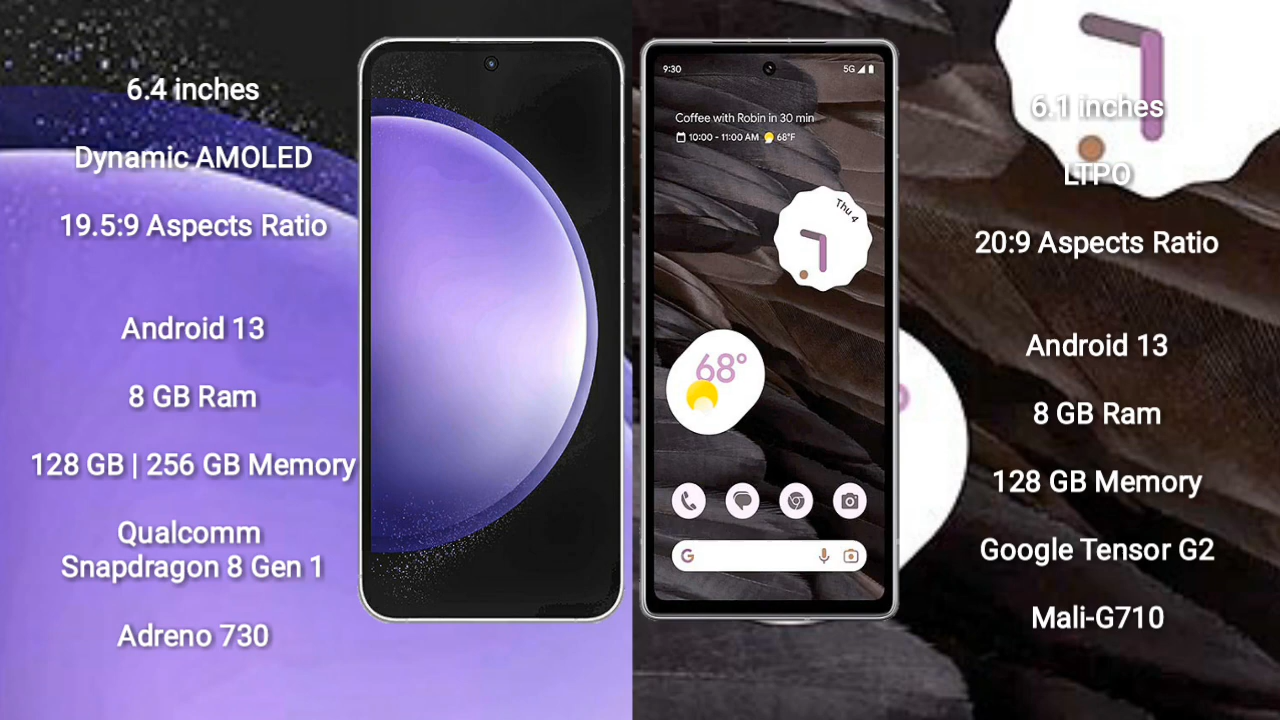 6.4 inches
Dynamic AMOLED
19.5:9 Aspects Ratio
Android 13
8 GB Ram
128 GB | 256 GB Memory
Qualcomm
Snapdragon 8 Gen 1
Adreno 730
9:30
5G
Coffee with Robin in 30 min
10:00 - 11:00 AM 68°F
Thu 4
68°
G
6.1 inches
LTPO
20:9 Aspects Ratio
Android 13
8 GB Ram
128 GB Memory
Google Tensor G2
Mali-G710